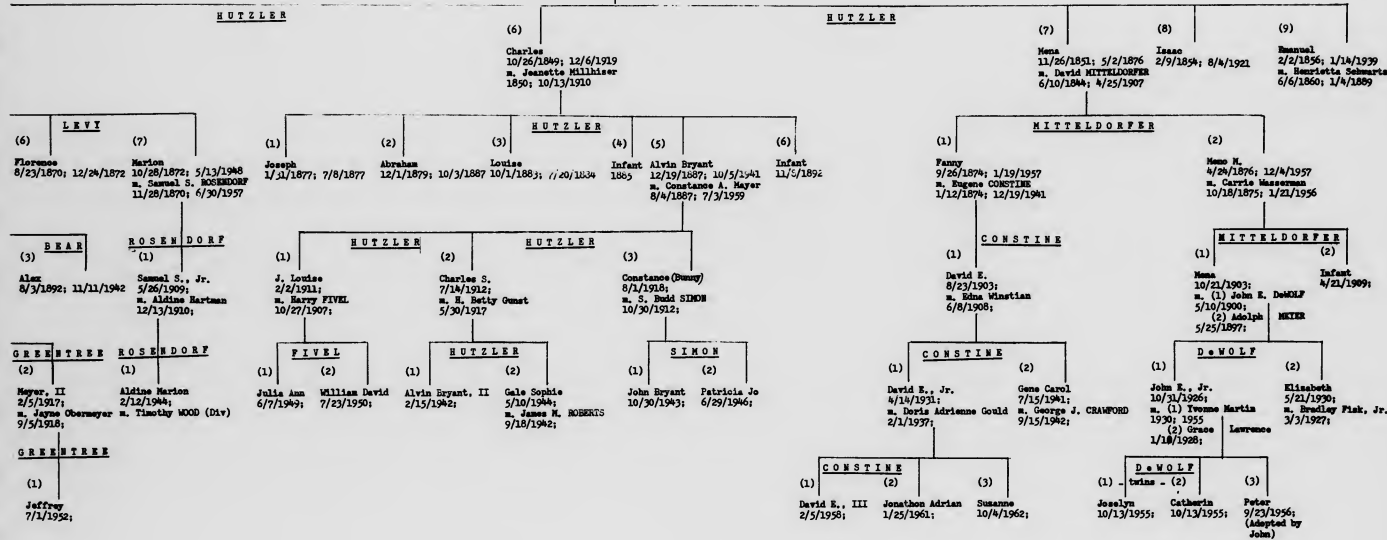 HUTZLER
HUTZLER
(6)
Charles
10/26/1849; 12/6/1919
m. Jeanette Millhiser
1850; 10/13/1910
(7)
Mena
11/26/1851; 5/2/1876
m. David MITTELDORFER
6/10/1844; 4/25/1907
(8)
Isaac
2/9/1854; 8/4/1921
(9)
Emanuel
2/2/1856; 1/14/1939
m. Henrietta Schwartz
6/6/1860; 1/4/1889
LEVY
(6)
Florence
8/23/1870; 12/24/1872
(7)
Marion
10/28/1872; 5/13/1948
m. Samuel S. ROSENDORF
11/28/1870; 6/30/1957
HUTZLER
(1)
Joseph
1/31/1877; 7/8/1877
(2)
Abraham
12/1/1879; 10/3/1887
(3)
Louise
10/1/1883;
(4)
Infant
1885
(5)
Alvin Bryant
12/19/1887; 10/5/1941
m. Constance A. Mayer
8/4/1887; 7/3/1959
(6)
Infant
MITTELDORFER
(1)
Fanny
9/26/1874; 1/19/1957
m. Eugene CONSTINE
1/12/1874; 12/19/1941
(2)
Meno M.
4/24/1876; 12/4/1957
m. Carrie Wasserman
10/18/1875; 1/21/1956
BEAR
(3)
Alex
8/3/1892; 11/11/1942
ROSENDORF
(1)
Samuel S., Jr.
5/26/1909;
m. Aldine Hartman
12/13/1910;
HUTZLER
HUTZLER
(1)
J. Louise
2/2/1911;
m. Harry FIVEL
10/27/1907;
(2)
Charles S.
7/14/1912;
m. H. Betty Gunst
5/30/1917
(3)
Constance (Bunny)
8/1/1918;
m. S. Budd SIMON
10/30/1912;
CONSTINE
(1)
David E.
8/23/1903;
m. Edna Winstian
6/8/1908;
MITTELDORFER
(1)
Mena
10/21/1903;
m. (1) John E. DeWOLF
5/10/1900;
(2) Adolph MEIER
5/25/1897;
(2)
Infant
4/21/1909;
GREENTREE
(2)
Meyer, II
2/5/1917;
m. Jayne Obermeyer
9/5/1918;
ROSENDORF
(1)
Aldine Marion
2/12/1944;
m. Timothy WOOD (Div)
FIVEL
(1)
Julia Ann
6/7/1949;
(2)
William David
7/23/1950;
HUTZLER
(1)
Alvin Bryant, II
2/15/1942;
(2)
Gale Sophie
5/10/1944;
m. James M. ROBERTS
9/18/1942;
SIMON
(1)
John Bryant
10/30/1943;
(2)
Patricia Jo
6/29/1946;
CONSTINE
(1)
David E., Jr.
4/14/1931;
m. Doris Adrienne Gould
2/1/1937;
(2)
Gene Carol
7/15/1941;
m. George J. CRAWFORD
9/15/1942;
DeWOLF
(1)
John E., Jr.
10/31/1926;
m. (1) Yvonne Martin
1930; 1955
(2) Grace Lawrence
(2)
Elizabeth
5/21/1930;
m. Bradley Fisk, Jr.
3/3/1927;
GREENTREE
(1)
Jeffrey
7/1/1952;
CONSTINE
(1)
David E., III
2/5/1958;
(2)
Jonathon Adrian
1/25/1961;
(3)
Suzanne
10/4/1962;
DeWOLF
(1) - twins - (2)
Joselyn
10/13/1955;
Catherin
10/13/1955;
(3)
Peter
9/23/1956;
(Adopted by
John)